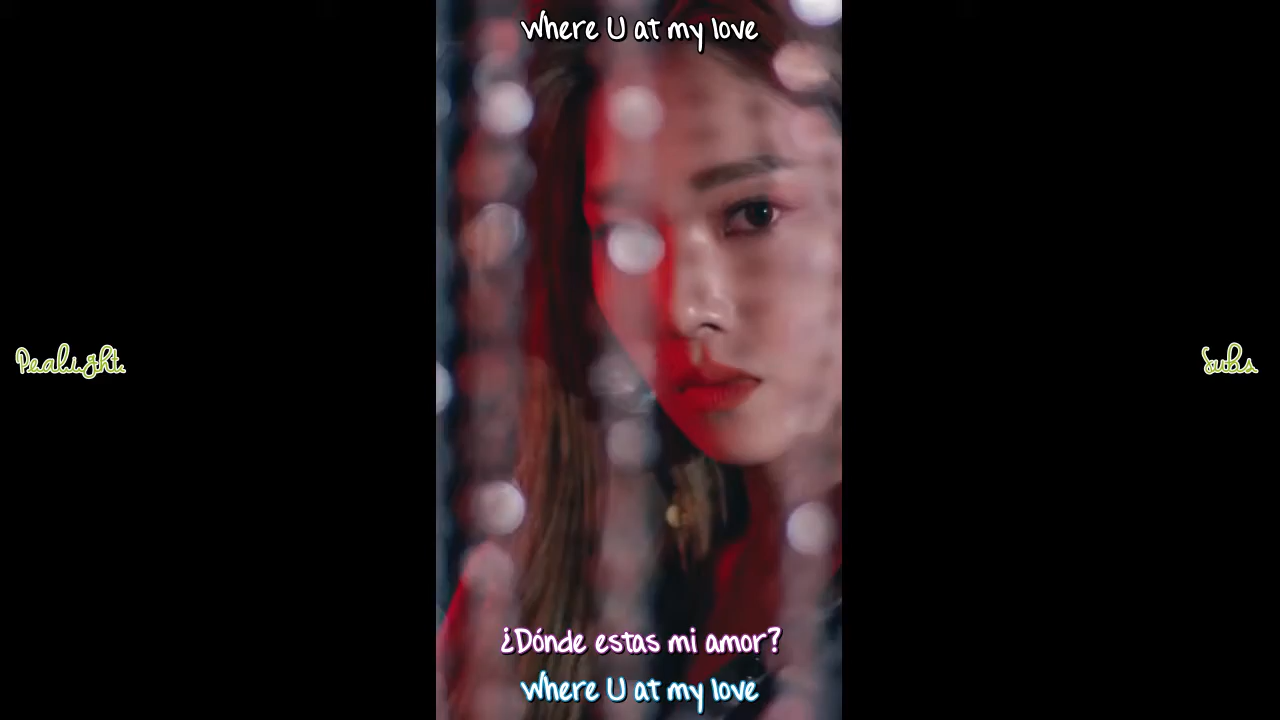 where U at my love
Pealight
Subs
¿Dónde estas mi amor?
where U at my love